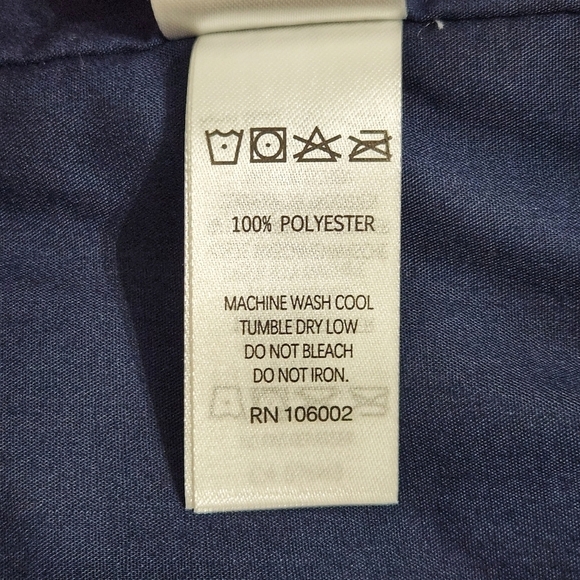 100% POLYESTER
MACHINE WASH COOL
TUMBLE DRY LOW
DO NOT BLEACH
DO NOT IRON.
RN 106002